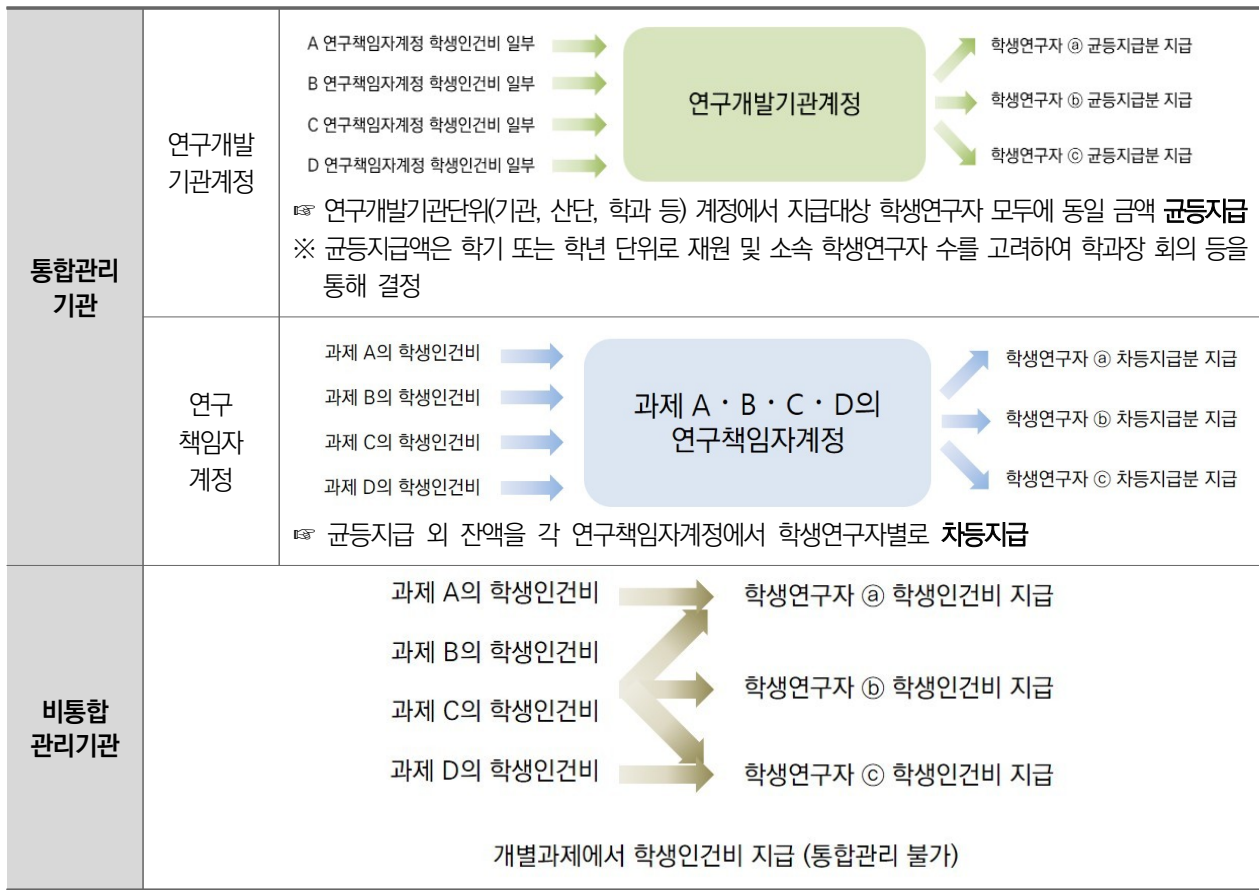 통합관리
기관
연구개발
기관계정
A 연구책임자계정 학생인건비 일부
B 연구책임자계정 학생인건비 일부
C 연구책임자계정 학생인건비 일부
D 연구책임자계정 학생인건비 일부
연구개발기관계정
학생연구자 ⓐ 균등지급분 지급
학생연구자 ⓑ 균등지급분 지급
학생연구자 ⓒ 균등지급분 지급
☞ 연구개발기관단위(기관, 산단, 학과 등) 계정에서 지급대상 학생연구자 모두에 동일 금액 균등지급
※ 균등지급액은 학기 또는 학년 단위로 재원 및 소속 학생연구자 수를 고려하여 학과장 회의 등을
통해 결정
연구
책임자
계정
과제 A의 학생인건비
과제 B의 학생인건비
과제 C의 학생인건비
과제 D의 학생인건비
과제 A・B・C・D의
연구책임자계정
학생연구자 ⓐ 차등지급분 지급
학생연구자 ⓑ 차등지급분 지급
학생연구자 ⓒ 차등지급분 지급
☞ 균등지급 외 잔액을 각 연구책임자계정에서 학생연구자별로 차등지급
비통합
관리기관
과제 A의 학생인건비
과제 B의 학생인건비
과제 C의 학생인건비
과제 D의 학생인건비
학생연구자 ⓐ 학생인건비 지급
학생연구자 ⓑ 학생인건비 지급
학생연구자 ⓒ 학생인건비 지급
개별과제에서 학생인건비 지급 (통합관리 불가)